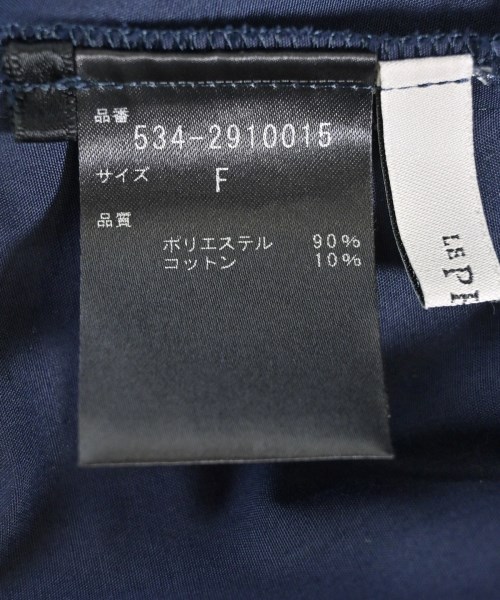 品番
534-2910015
サイズ F
品質
ポリエステル 90%
コットン 10%
LEP